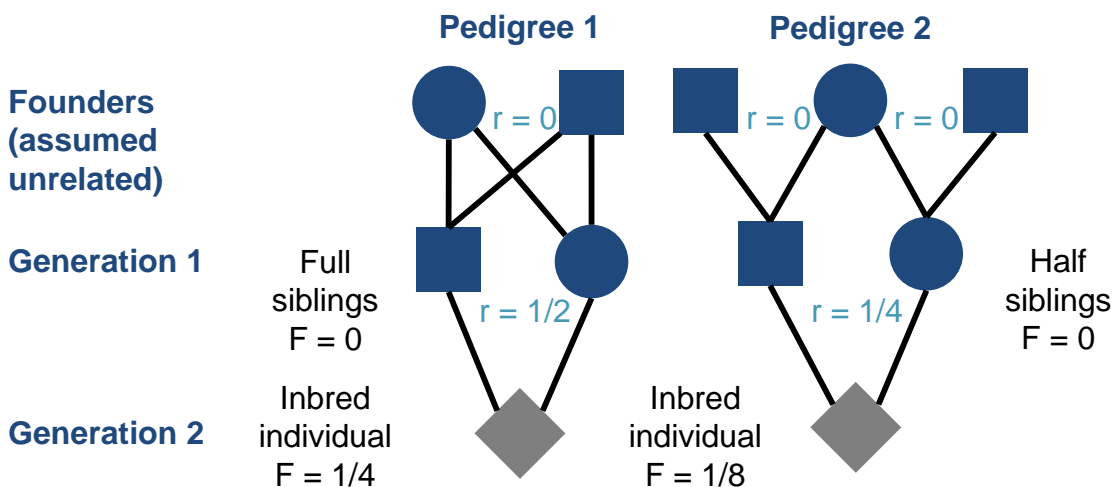 Pedigree 1
Pedigree 2
Founders
(assumed
unrelated)
r = 0
r = 0
r = 0
Generation 1
Full
siblings
F = 0
r = 1/2
r = 1/4
Half
siblings
F = 0
Generation 2
Inbred
individual
F = 1/4
Inbred
individual
F = 1/8